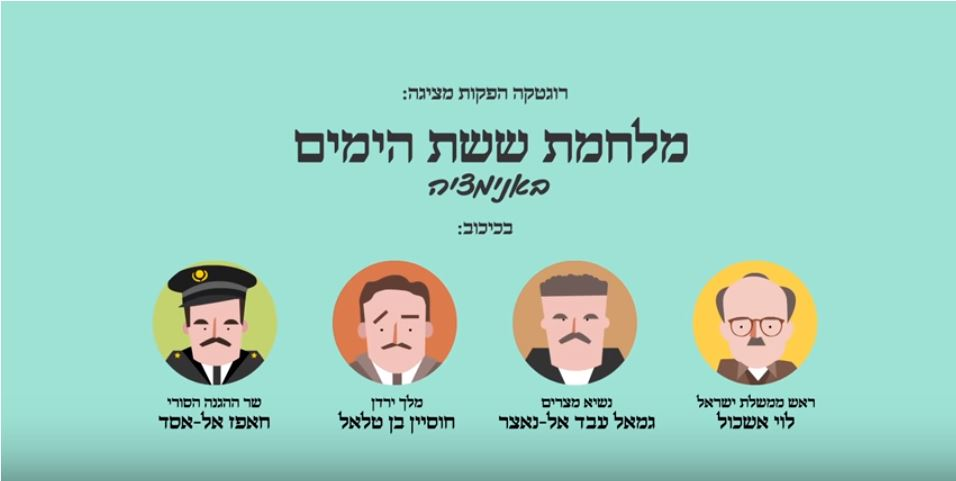 רוגטקה הפקות מציגה:
מלחמת ששת הימים
באנימציה
בכיכוב:
ראש ממשלת ישראל
לוי אשכול
נשיא מצרים
גמאל עבד אל-נאצר
מלך ירדן
חוסיין בן טלאל
שר ההגנה הסורי
חאפז אל-אסד